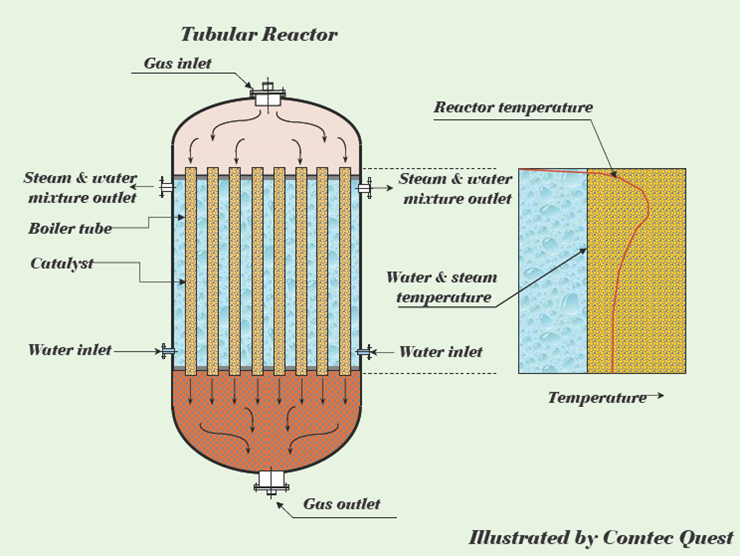 Tubular Reactor
Gas inlet
Reactor temperature
Steam & water
mixture outlet
Steam & water
mixture outlet
Boiler tube
Catalyst
Water & steam
temperature
Water inlet
Water inlet
Temperature
Gas outlet
Illustrated by Comtec Quest